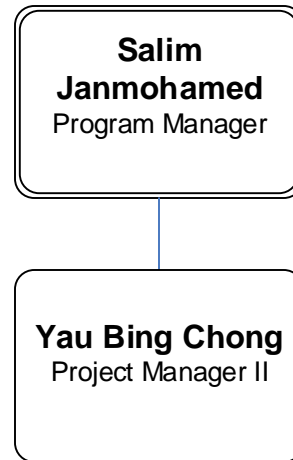 Salim
Janmohamed
Program Manager
Yau Bing Chong
Project Manager II